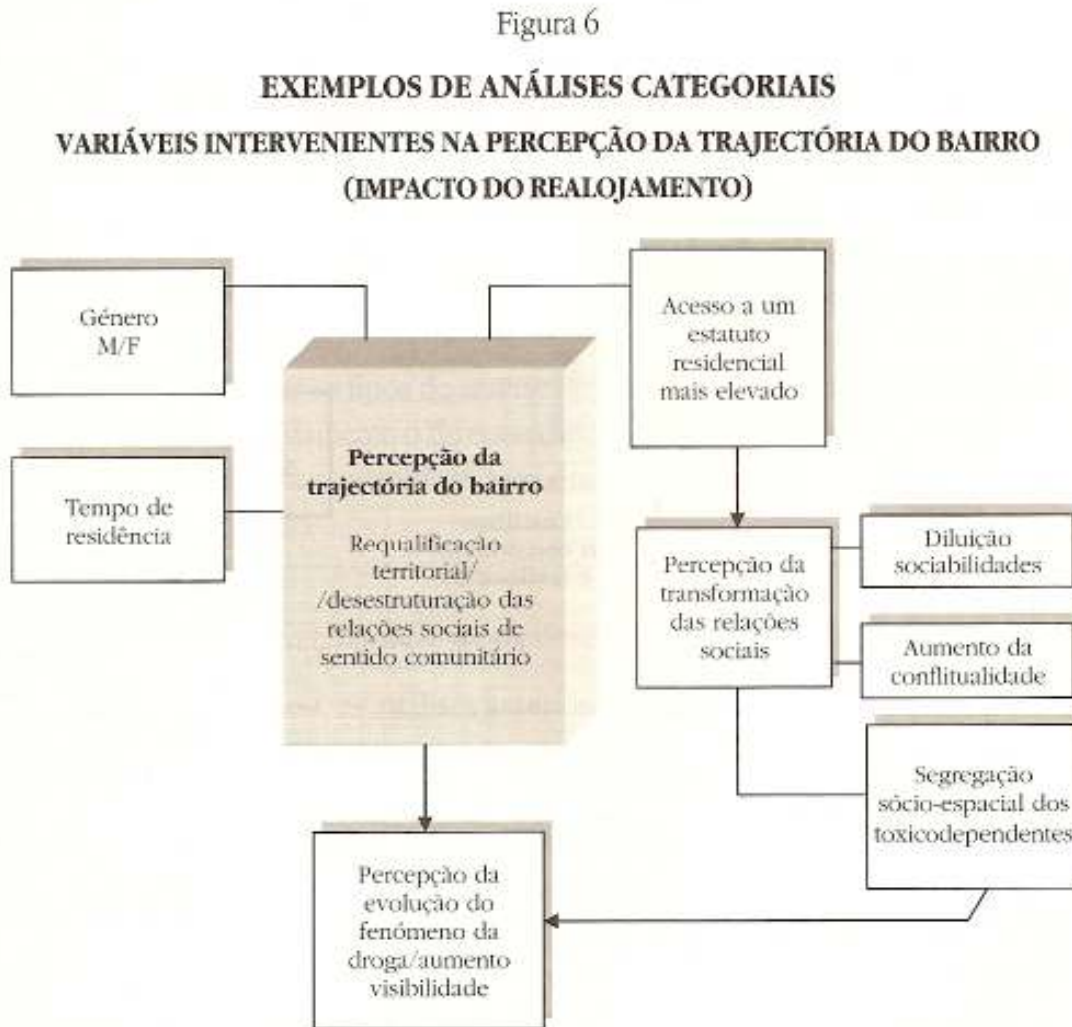 Figura 6
EXEMPLOS DE ANÁLISES CATEGORIAIS
VARIÁVEIS INTERVENIENTES NA PERCEPÇÃO DA TRAJECTÓRIA DO BAIRRO
(IMPACTO DO REALOJAMENTO)
Género
M/F
Tempo de
residência
Percepção da
trajectória do bairro
Requalificação
territorial/
/desestruturação das
relações sociais de
sentido comunitário
Acesso a um
estatuto
residencial
mais elevado
Percepção da
transformação
das relações
sociais
Diluição
sociabilidades
Aumento da
conflitualidade
Segregação
sócio-espacial dos
toxicodependentes
Percepção da
evolução do
fenómeno da
droga/aumento
visibilidade